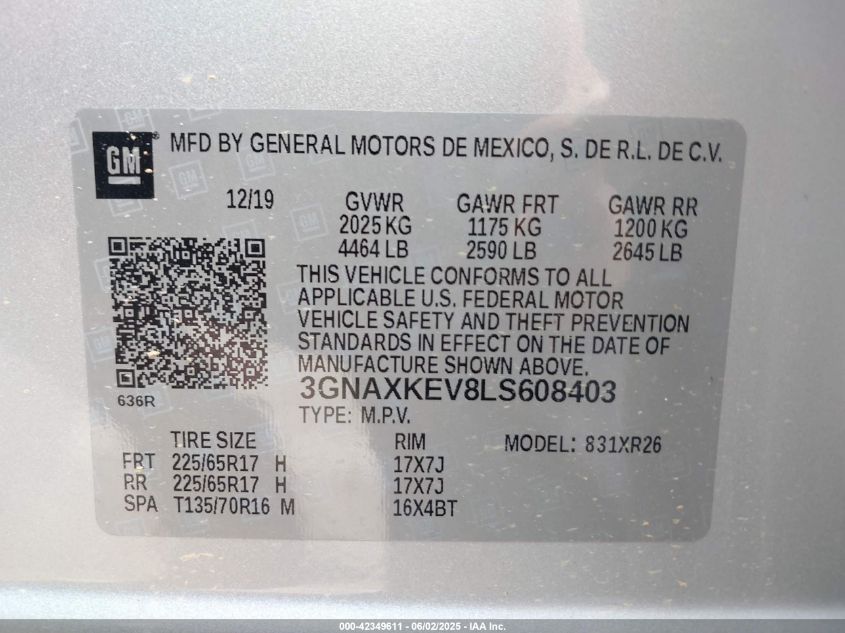 GM ® MFD BY GENERAL MOTORS DE MEXICO, S. DE R.L. DE C.V.
12/19 GVWR GAWR FRT GAWR RR
2025 KG 1175 KG 1200 KG
4464 LB 2590 LB 2645 LB
THIS VEHICLE CONFORMS TO ALL
APPLICABLE U.S. FEDERAL MOTOR
VEHICLE SAFETY AND THEFT PREVENTION
STANDARDS IN EFFECT ON THE DATE OF
MANUFACTURE SHOWN ABOVE.
3GNAXKEV8LS608403
636R
TYPE: M.P.V.
TIRE SIZE RIM MODEL: 831XR26
FRT 225/65R17 H 17X7J
RR 225/65R17 H 17X7J
SPA T135/70R16 M 16X4BT
000-42349611 - 06/02/2025 - IAA Inc.